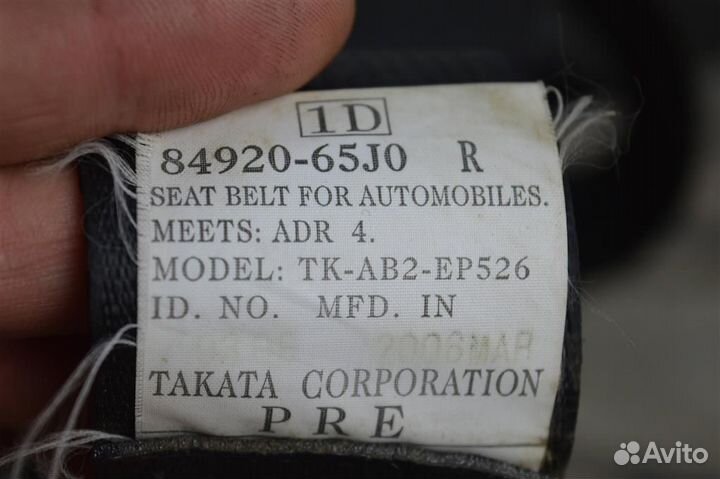 1D
84920-65J0 R
SEAT BELT FOR AUTOMOBILES.
MEETS: ADR 4.
MODEL: TK-AB2-EP526
ID. NO. MFD. IN
TAKATA CORPORATION
PRE
Avito